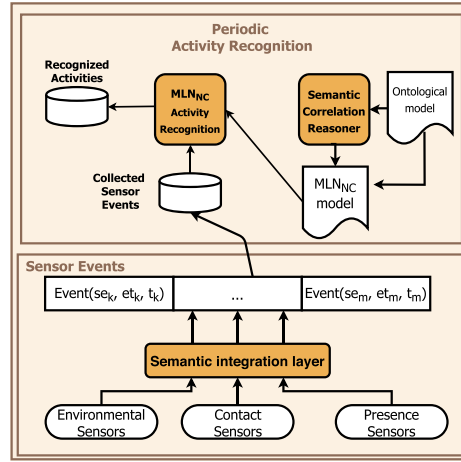 Periodic
Activity Recognition
Recognized
Activities
MLNNC
Activity
Recognition
Semantic
Correlation
Reasoner
Ontological
model
Collected
Sensor
Events
MLNNC
model
Sensor Events
Event(sek, etk, tk)
...
Event(sem, etm, tm)
Semantic integration layer
Environmental
Sensors
Contact
Sensors
Presence
Sensors